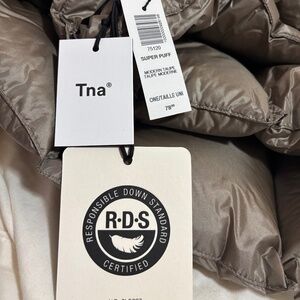 75120
SUPER PUFF
MODERN TAUPE
TAUPE MODERNE
ONE/TAILLE UNI
Tna®
RESPONSIBLE DOWN STANDARD
R·D·S
CERTIFIED